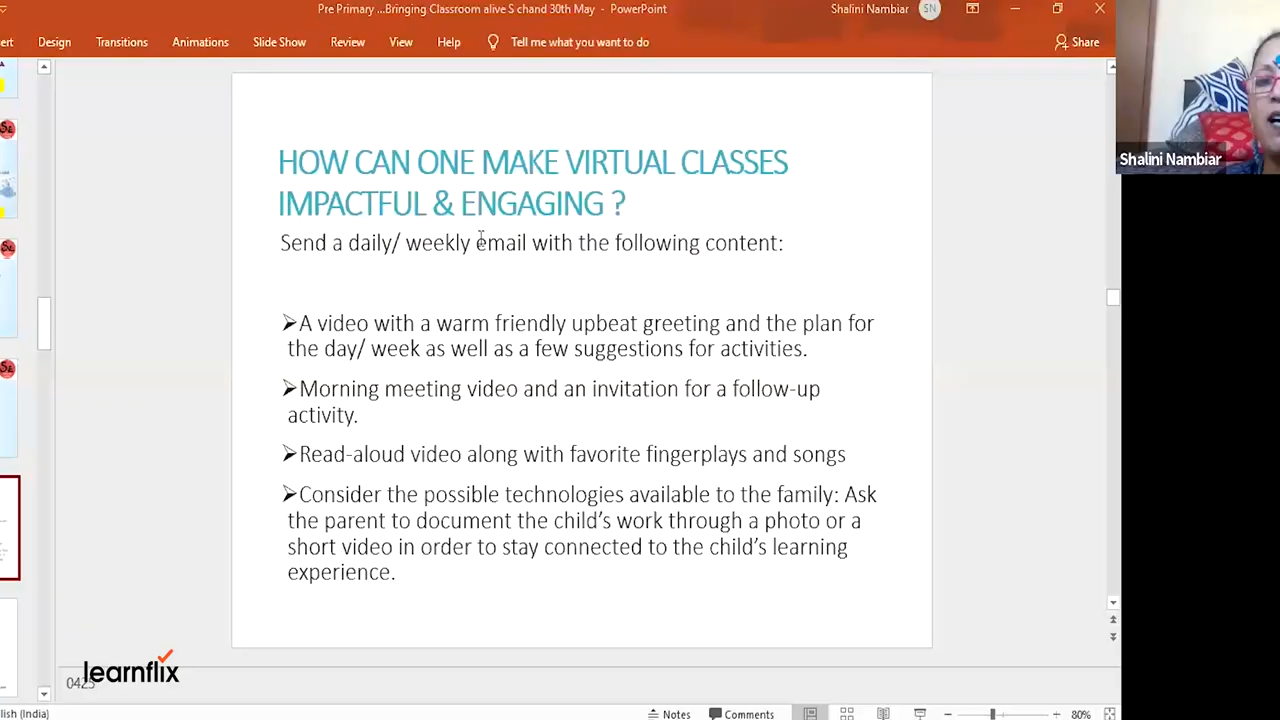 Pre Primary ...Bringing Classroom alive S chand 30th May - PowerPoint
Shalini Nambiar
SN
Design Transitions Animations Slide Show Review View Help Tell me what you want to do
Share
Shalini Nambiar
HOW CAN ONE MAKE VIRTUAL CLASSES
IMPACTFUL & ENGAGING ?
Send a daily/ weekly email with the following content:
➢A video with a warm friendly upbeat greeting and the plan for
the day/ week as well as a few suggestions for activities.
➢Morning meeting video and an invitation for a follow-up
activity.
➢Read-aloud video along with favorite fingerplays and songs
➢Consider the possible technologies available to the family: Ask
the parent to document the child’s work through a photo or a
short video in order to stay connected to the child’s learning
experience.
learnflix
Notes Comments 80%